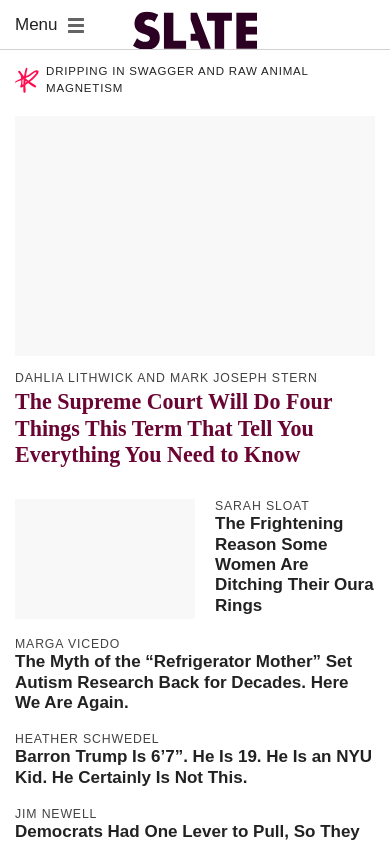 Menu
SLATE
DRIPPING IN SWAGGER AND RAW ANIMAL
MAGNETISM
DAHLIA LITHWICK AND MARK JOSEPH STERN
The Supreme Court Will Do Four
Things This Term That Tell You
Everything You Need to Know
SARAH SLOAT
The Frightening
Reason Some
Women Are
Ditching Their Oura
Rings
MARGA VICEDO
The Myth of the “Refrigerator Mother” Set
Autism Research Back for Decades. Here
We Are Again.
HEATHER SCHWEDEL
Barron Trump Is 6’7”. He Is 19. He Is an NYU
Kid. He Certainly Is Not This.
JIM NEWELL
Democrats Had One Lever to Pull, So They